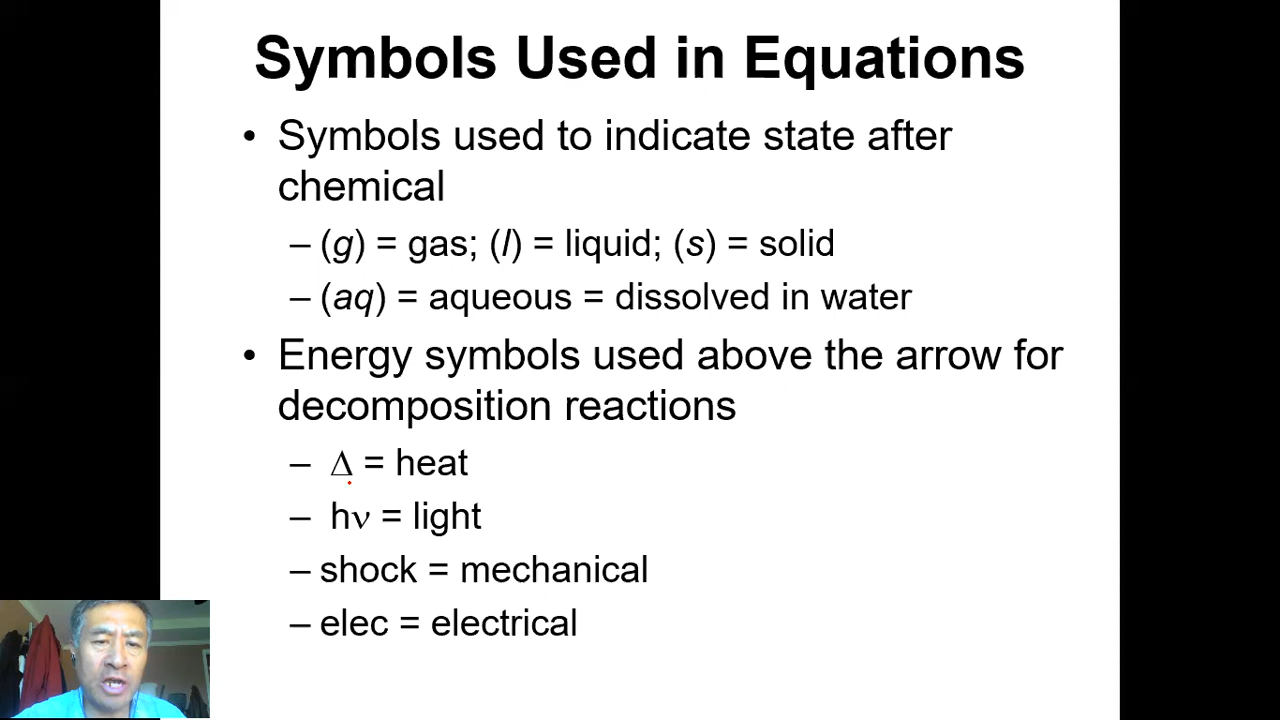 Symbols Used in Equations
• Symbols used to indicate state after
chemical
– (g) = gas; (l) = liquid; (s) = solid
– (aq) = aqueous = dissolved in water
• Energy symbols used above the arrow for
decomposition reactions
– Δ = heat
– hν = light
– shock = mechanical
– elec = electrical